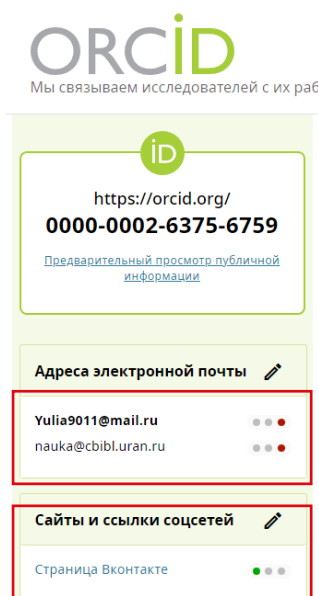 ORCiD
Мы связываем исследователей с их раб
iD
https://orcid.org/
0000-0002-6375-6759
Предварительный просмотр публичной
информации
Адреса электронной почты
Yulia9011@mail.ru
nauka@cbibl.uran.ru
Сайты и ссылки соцсетей
Страница Вконтакте